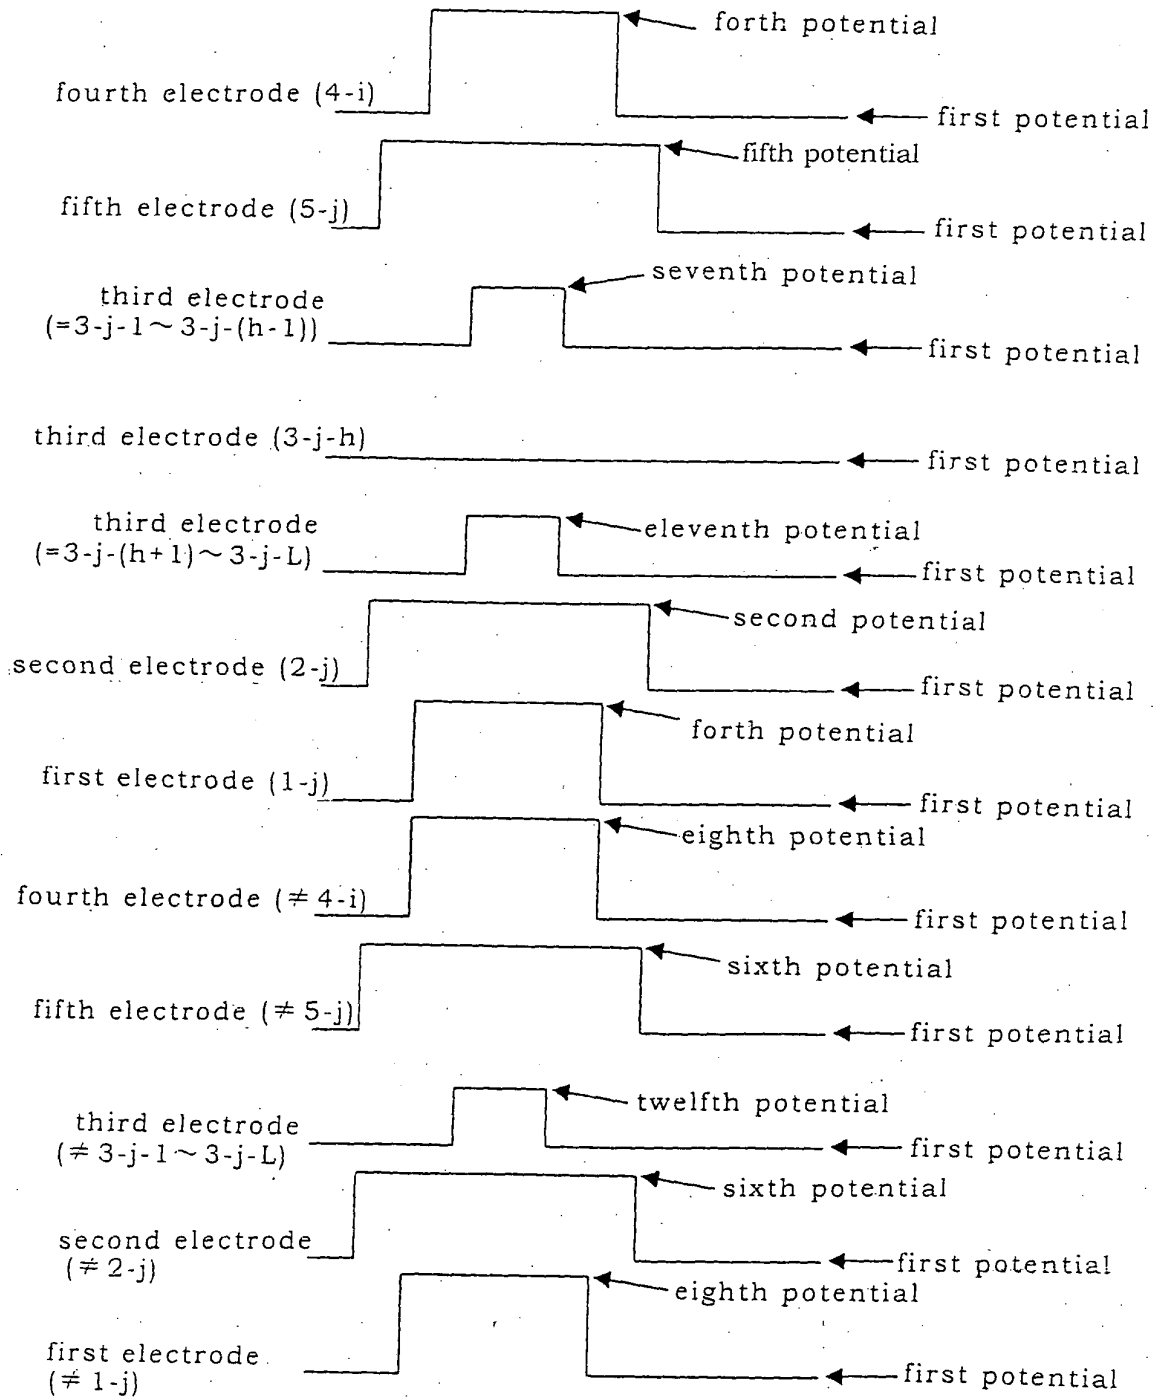 forth potential
fourth electrode (4-i)
first potential
fifth potential
fifth electrode (5-j)
first potential
seventh potential
third electrode
(=3-j-1～3-j-(h-1))
first potential
third electrode (3-j-h)
first potential
third electrode
(=3-j-(h+1)～3-j-L)
eleventh potential
first potential
second potential
second electrode (2-j)
first potential
forth potential
first electrode (1-j)
first potential
eighth potential
fourth electrode (≠4-i)
first potential
sixth potential
fifth electrode (≠5-j)
first potential
twelfth potential
third electrode
(≠3-j-1～3-j-L)
first potential
sixth potential
second electrode
(≠2-j)
first potential
eighth potential
first electrode
(≠1-j)
first potential